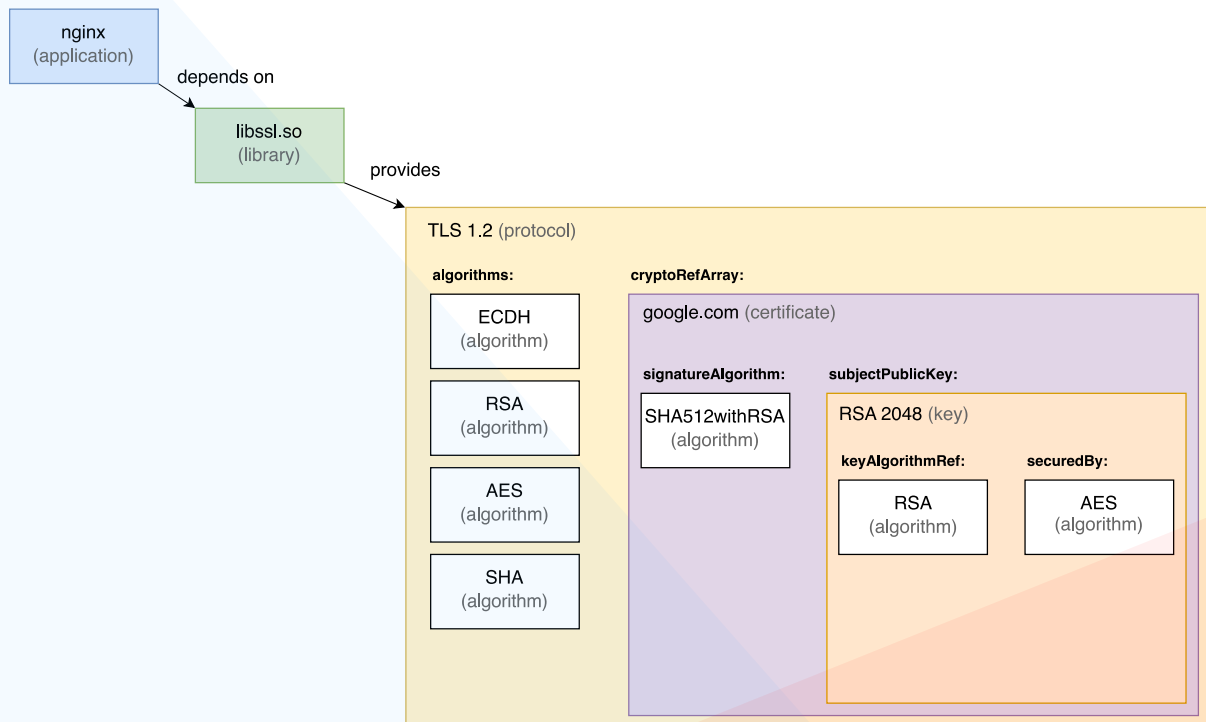 nginx
(application)
depends on
libssl.so
(library)
provides
TLS 1.2 (protocol)
algorithms:
ECDH
(algorithm)
RSA
(algorithm)
AES
(algorithm)
SHA
(algorithm)
cryptoRefArray:
google.com (certificate)
signatureAlgorithm:
SHA512withRSA
(algorithm)
subjectPublicKey:
RSA 2048 (key)
keyAlgorithmRef:
RSA
(algorithm)
securedBy:
AES
(algorithm)